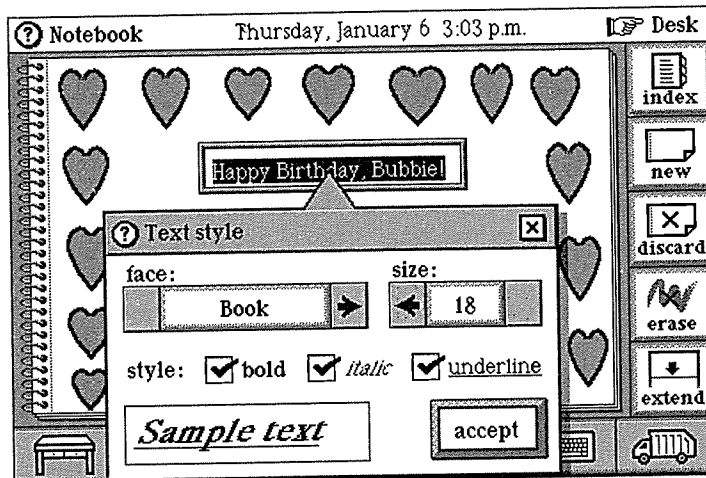 ? Notebook Thursday, January 6 3:03 p.m. Desk
index
Happy Birthday, Bubbie!
new
? Text style
discard
face: size:
Book 18
erase
style: bold italic underline
extend
Sample text accept